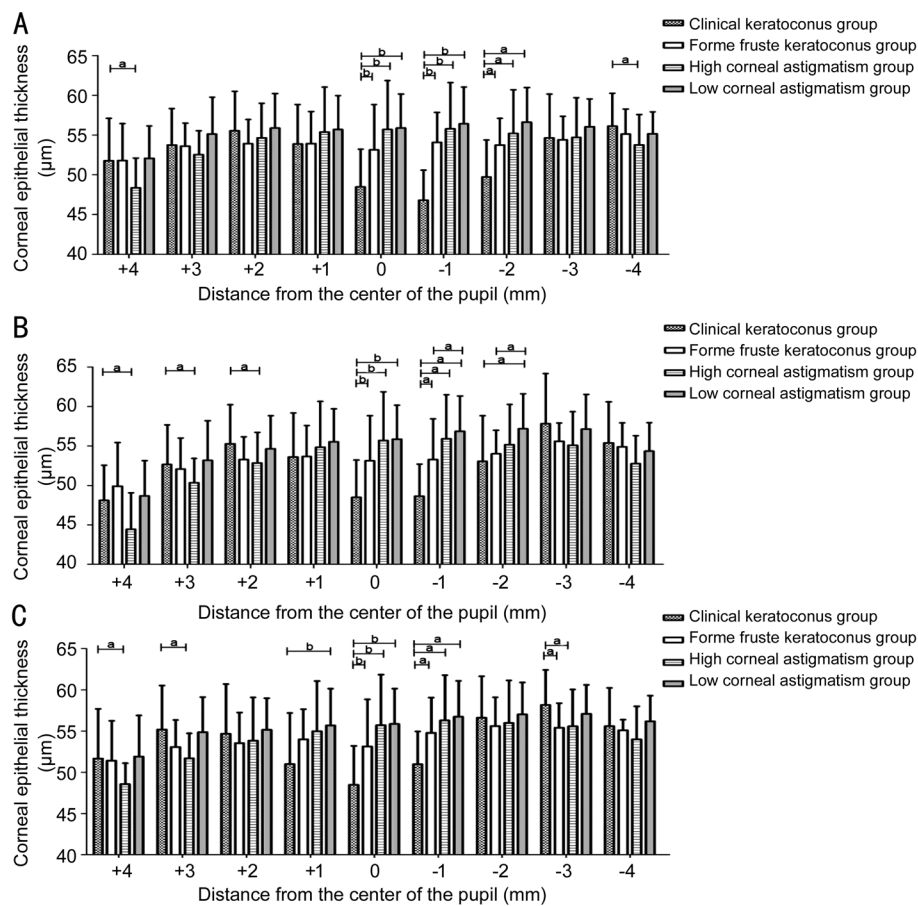 A
Clinical keratoconus group
Forme fruste keratoconus group
High corneal astigmatism group
Low corneal astigmatism group
Corneal epithelial thickness
(μm)
65
60
55
50
45
40
a
b
b
b
b
b
b
a
a
a
a
+4
+3
+2
+1
0
-1
-2
-3
-4
Distance from the center of the pupil (mm)
B
Clinical keratoconus group
Forme fruste keratoconus group
High corneal astigmatism group
Low corneal astigmatism group
Corneal epithelial thickness
(μm)
65
60
55
50
45
40
a
a
a
b
b
b
a
a
a
a
a
a
+4
+3
+2
+1
0
-1
-2
-3
-4
Distance from the center of the pupil (mm)
C
Clinical keratoconus group
Forme fruste keratoconus group
High corneal astigmatism group
Low corneal astigmatism group
Corneal epithelial thickness
(μm)
65
60
55
50
45
40
a
a
b
b
b
b
a
a
a
a
a
+4
+3
+2
+1
0
-1
-2
-3
-4
Distance from the center of the pupil (mm)